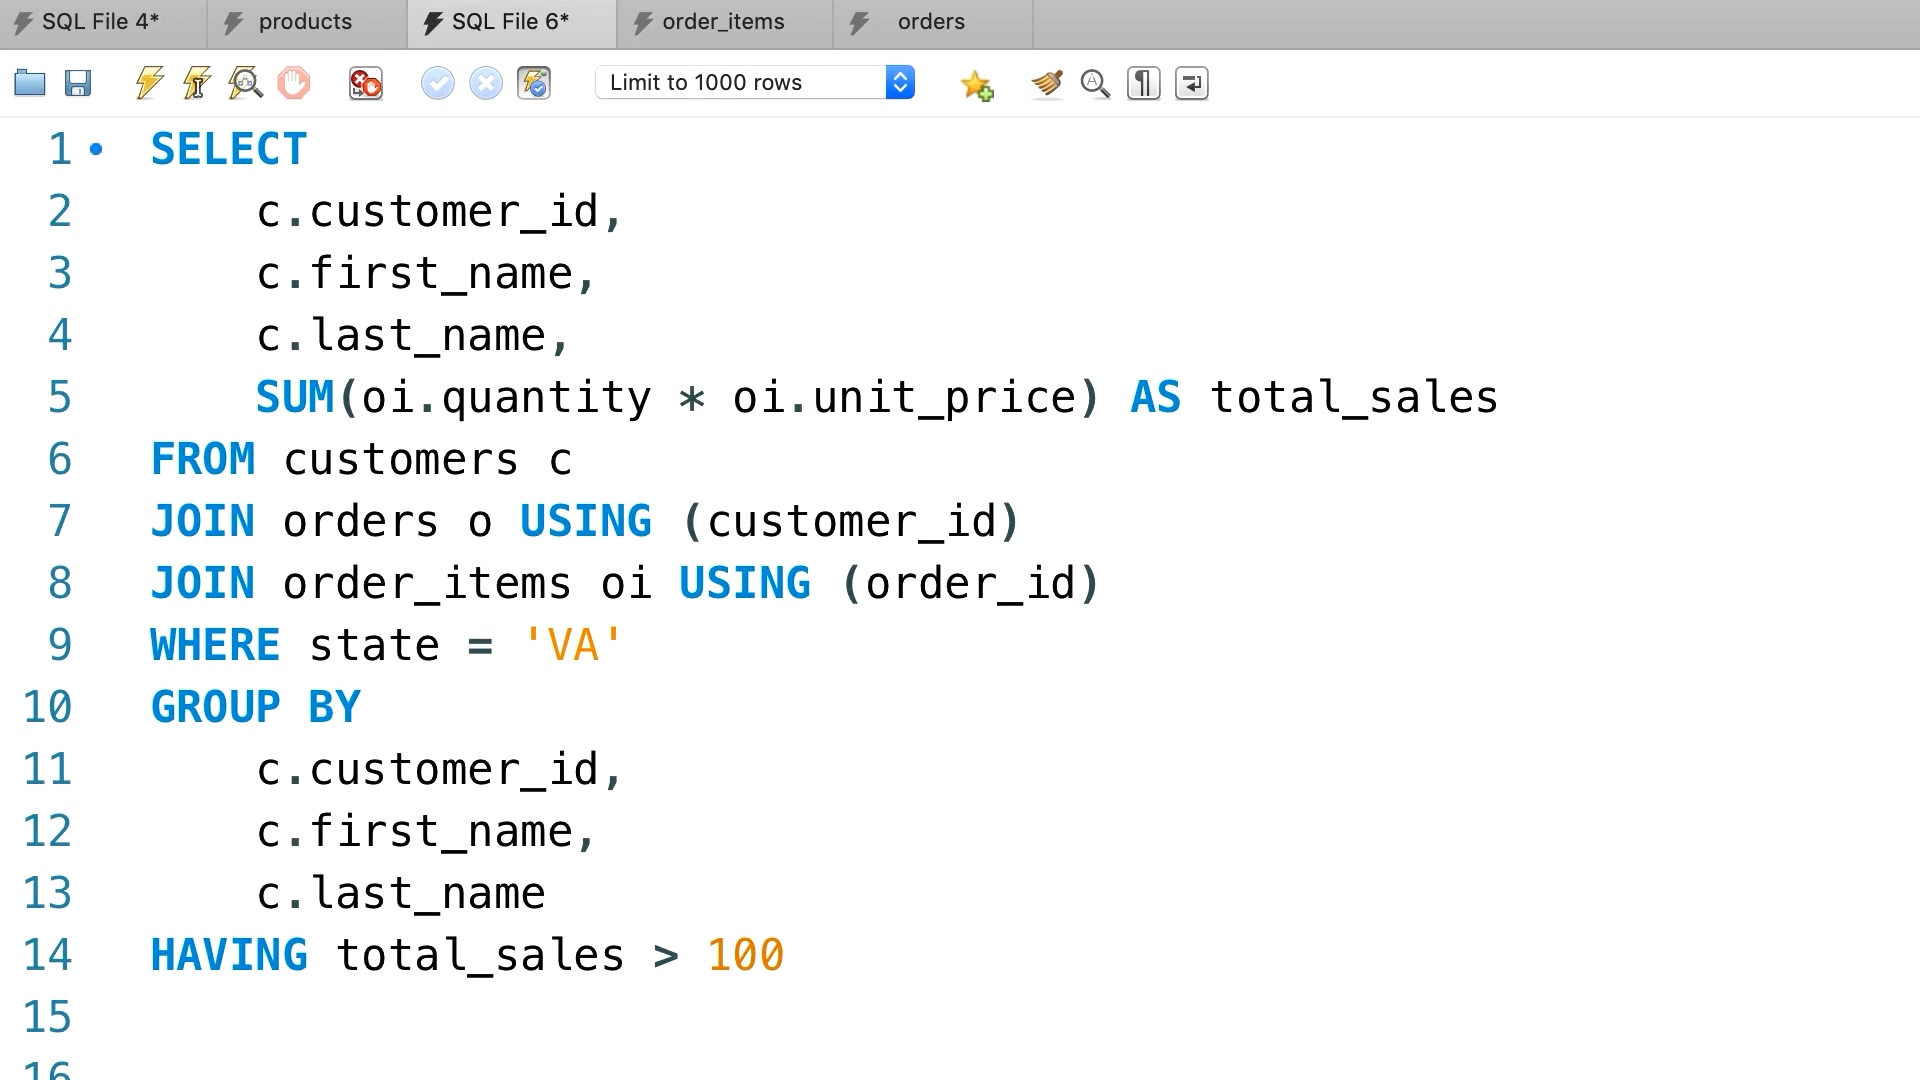 SQL File 4* products SQL File 6* order_items orders
Limit to 1000 rows
1 SELECT
2 c.customer_id,
3 c.first_name,
4 c.last_name,
5 SUM(oi.quantity * oi.unit_price) AS total_sales
6 FROM customers c
7 JOIN orders o USING (customer_id)
8 JOIN order_items oi USING (order_id)
9 WHERE state = 'VA'
10 GROUP BY
11 c.customer_id,
12 c.first_name,
13 c.last_name
14 HAVING total_sales > 100
15
16